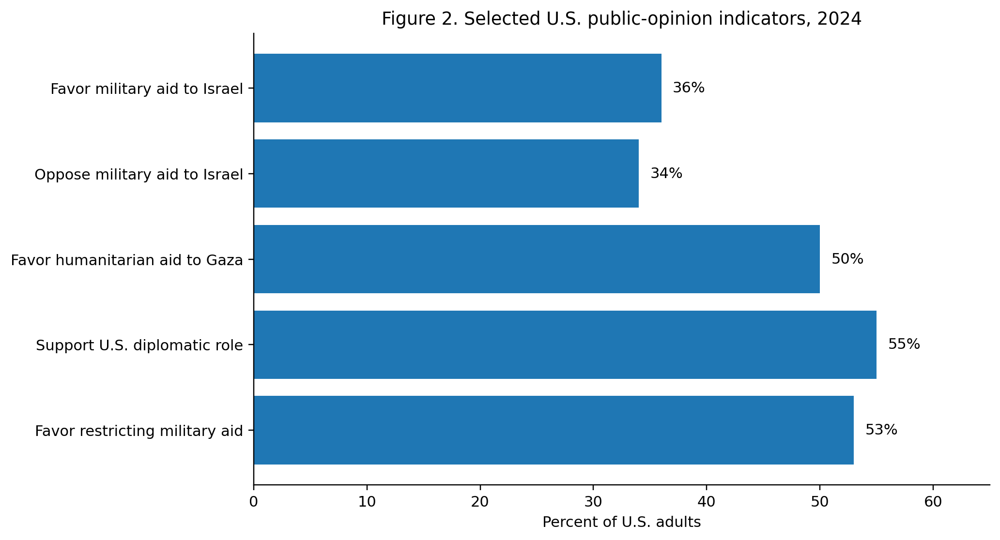 Figure 2. Selected U.S. public-opinion indicators, 2024
Favor military aid to Israel
36%
Oppose military aid to Israel
34%
Favor humanitarian aid to Gaza
50%
Support U.S. diplomatic role
55%
Favor restricting military aid
53%
0 10 20 30 40 50 60
Percent of U.S. adults